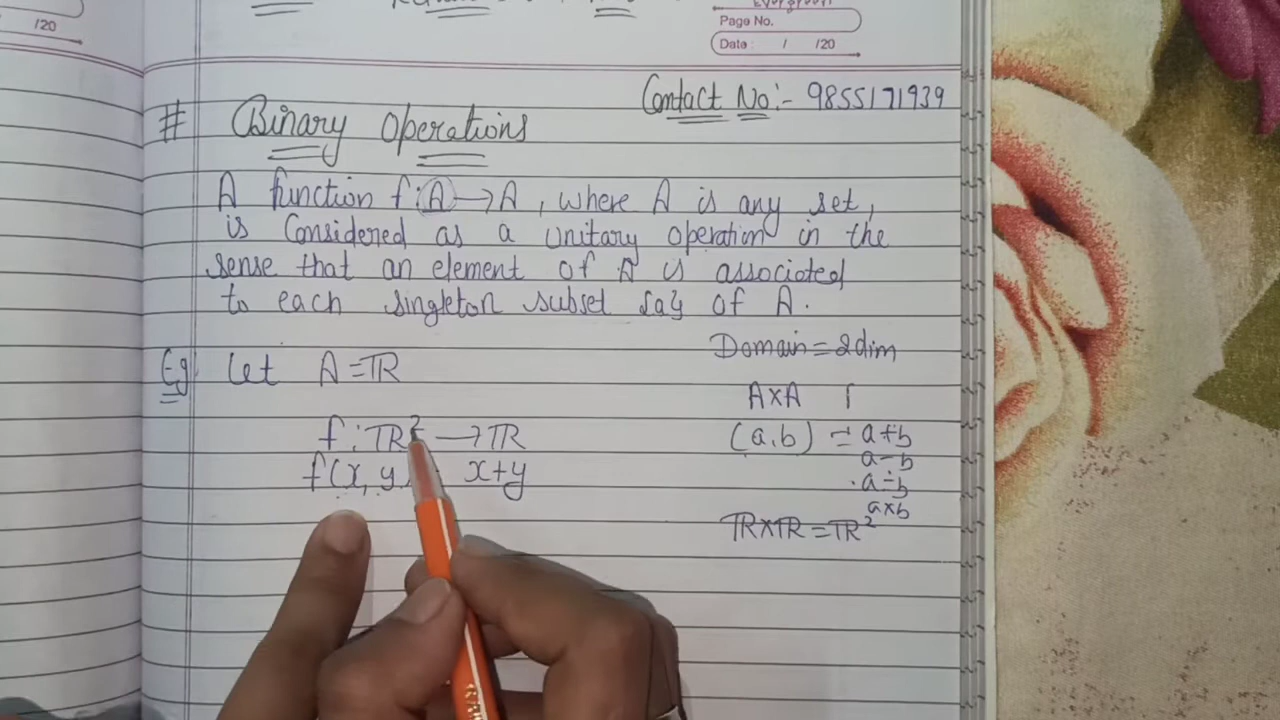 /20
Page No.
Date : / /20
Contact No:- 9855171939
# Binary Operations
A function f:A→A, where A is any set,
is Considered as a unitary operation in the
sense that an element of A is associated
to each singleton subset say of A.
Domain = 2dim
Eg Let A=ℝ
A×A
f:ℝ² →ℝ
(a,b) = a+b
a-b
f(x,y x+y
a÷b
a×b
ℝ×ℝ=ℝ²